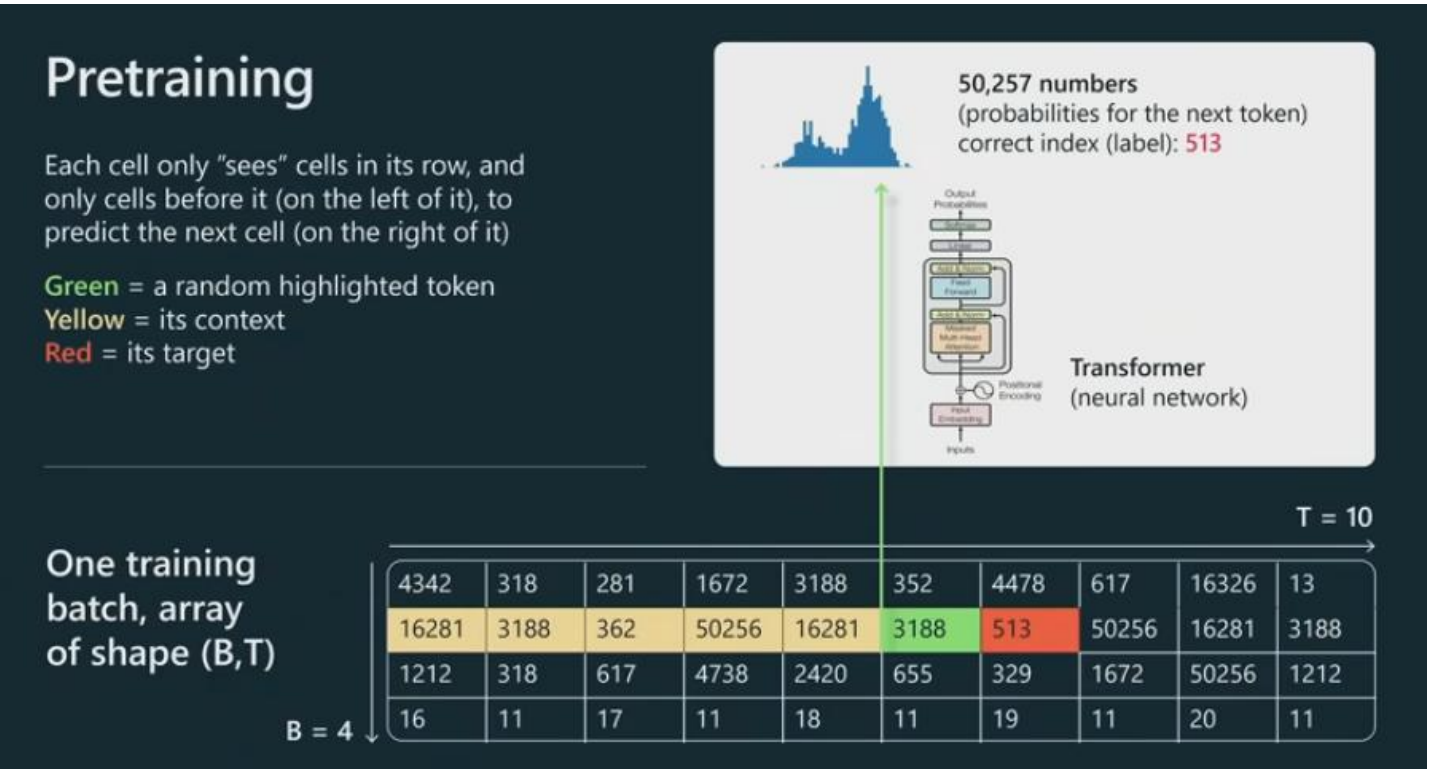 Pretraining
Each cell only "sees" cells in its row, and
only cells before it (on the left of it), to
predict the next cell (on the right of it)
Green = a random highlighted token
Yellow = its context
Red = its target
50,257 numbers
(probabilities for the next token)
correct index (label): 513
Output
Probabilities
Softmax
Linear
Add & Norm
Feed
Forward
Add & Norm
Masked
Multi-Head
Attention
Positional
Encoding
Input
Embedding
Inputs
Transformer
(neural network)
One training
batch, array
of shape (B,T)
T = 10
4342 318 281 1672 3188 352 4478 617 16326 13
16281 3188 362 50256 16281 3188 513 50256 16281 3188
1212 318 617 4738 2420 655 329 1672 50256 1212
16 11 17 11 18 11 19 11 20 11
B = 4